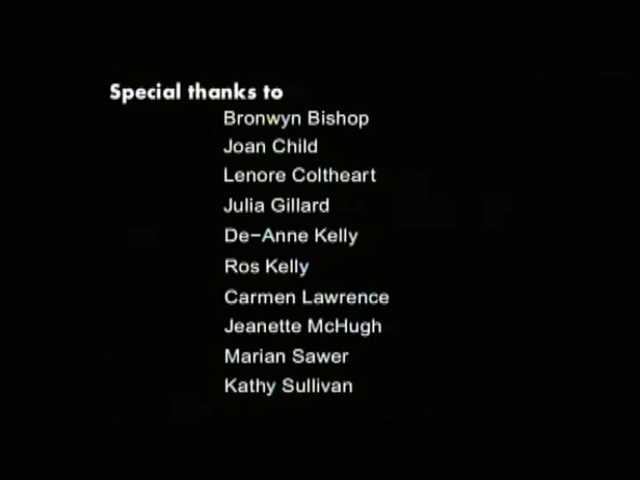 Special thanks to
Bronwyn Bishop
Joan Child
Lenore Coltheart
Julia Gillard
De-Anne Kelly
Ros Kelly
Carmen Lawrence
Jeanette McHugh
Marian Sawer
Kathy Sullivan